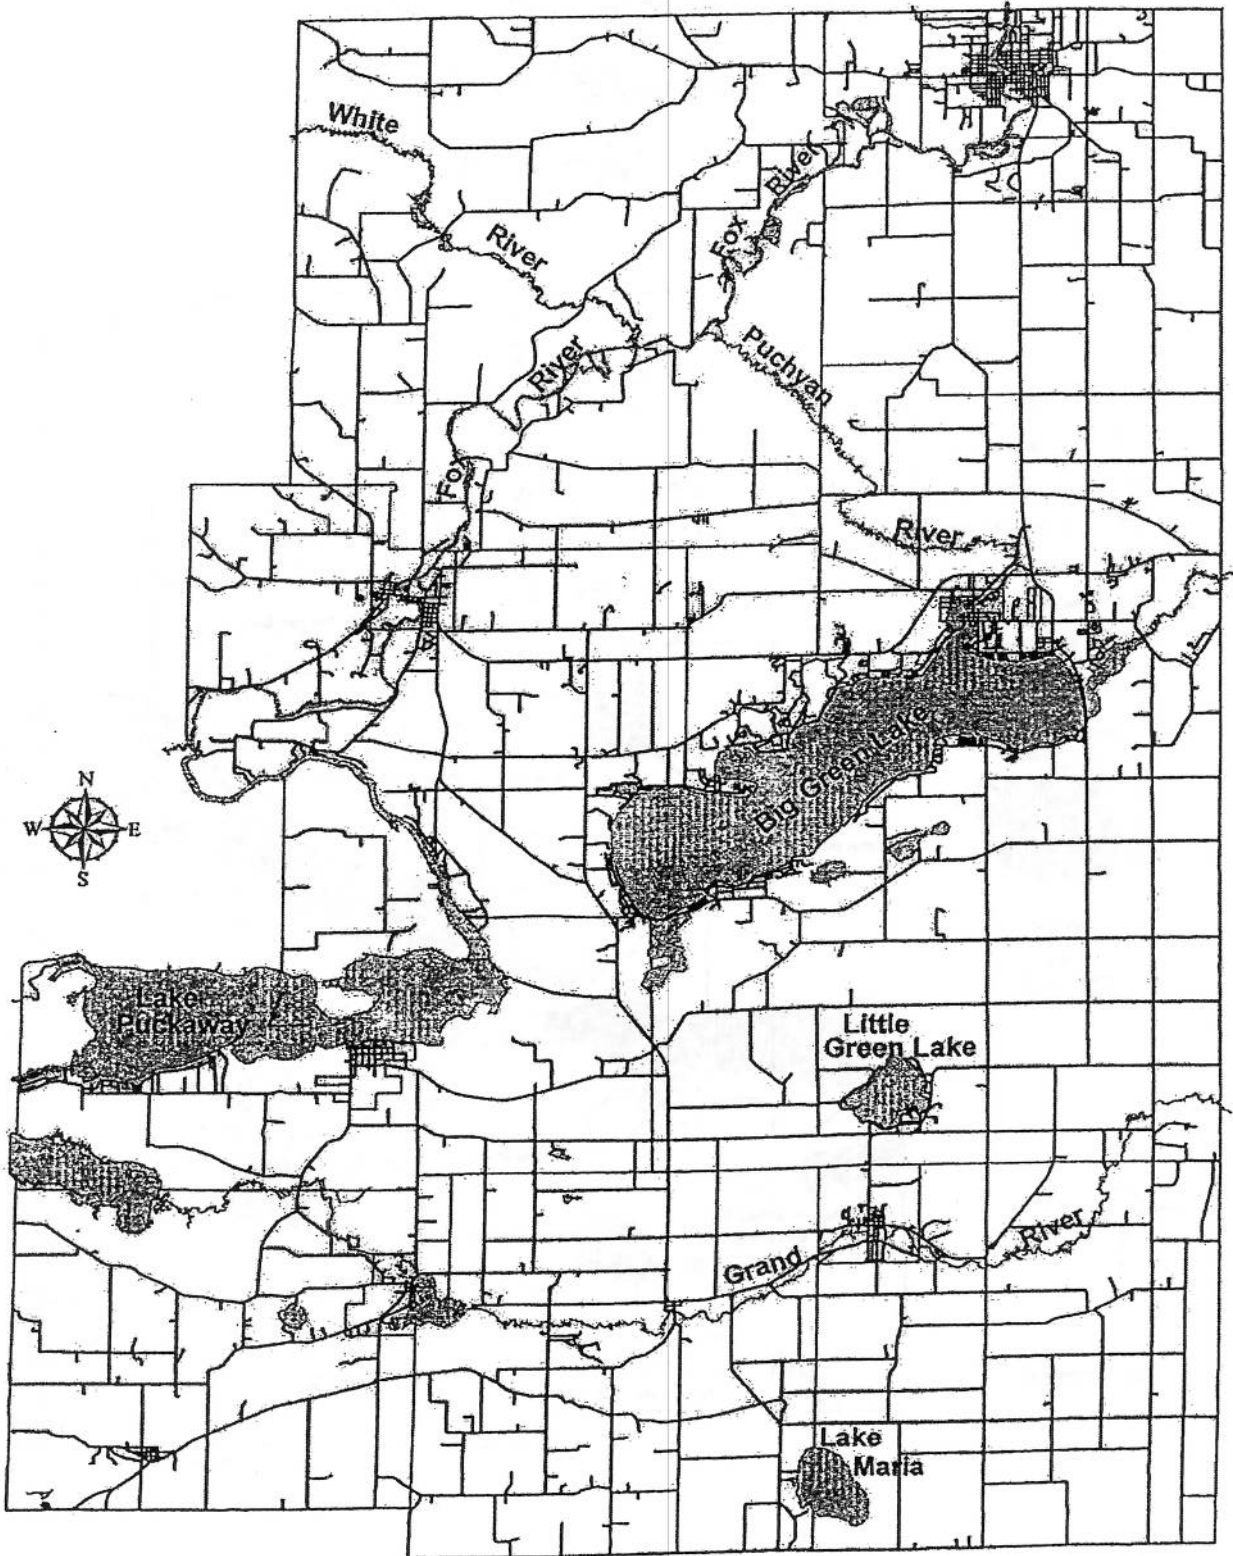 White
River
Fox
River
Puchyan
River
Fox
River
Big Green Lake
N
W
E
S
Lake
Puckaway
Little
Green Lake
Grand
River
Lake
Maria